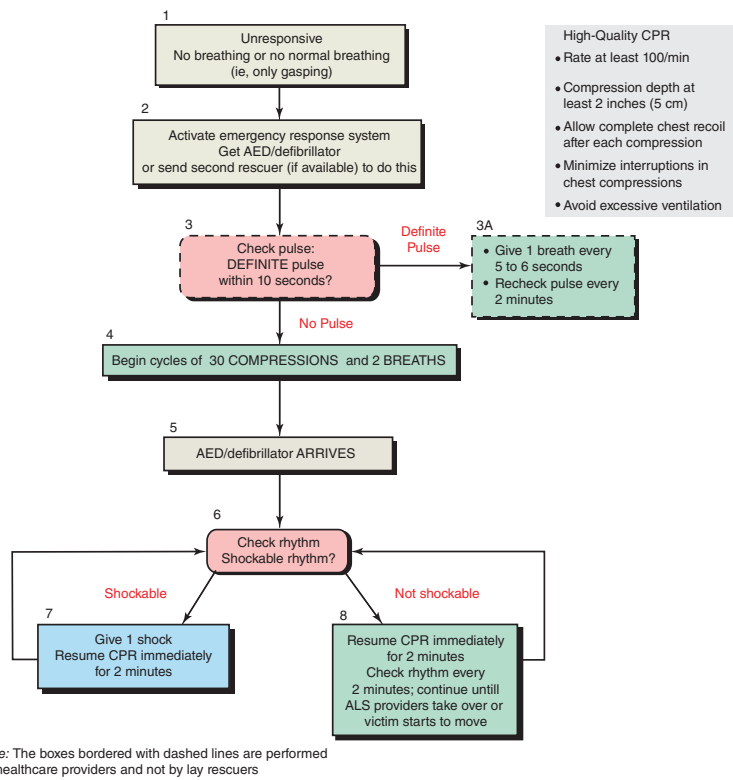 1
Unresponsive
No breathing or no normal breathing
(ie, only gasping)
High-Quality CPR
• Rate at least 100/min
• Compression depth at
least 2 inches (5 cm)
• Allow complete chest recoil
after each compression
• Minimize interruptions in
chest compressions
• Avoid excessive ventilation
2
Activate emergency response system
Get AED/defibrillator
or send second rescuer (if available) to do this
3
Check pulse:
DEFINITE pulse
within 10 seconds?
Definite
Pulse
3A
• Give 1 breath every
5 to 6 seconds
• Recheck pulse every
2 minutes
No Pulse
4
Begin cycles of 30 COMPRESSIONS and 2 BREATHS
5
AED/defibrillator ARRIVES
6
Check rhythm
Shockable rhythm?
Shockable
Not shockable
7
Give 1 shock
Resume CPR immediately
for 2 minutes
8
Resume CPR immediately
for 2 minutes
Check rhythm every
2 minutes; continue untill
ALS providers take over or
victim starts to move
The boxes bordered with dashed lines are performed
healthcare providers and not by lay rescuers